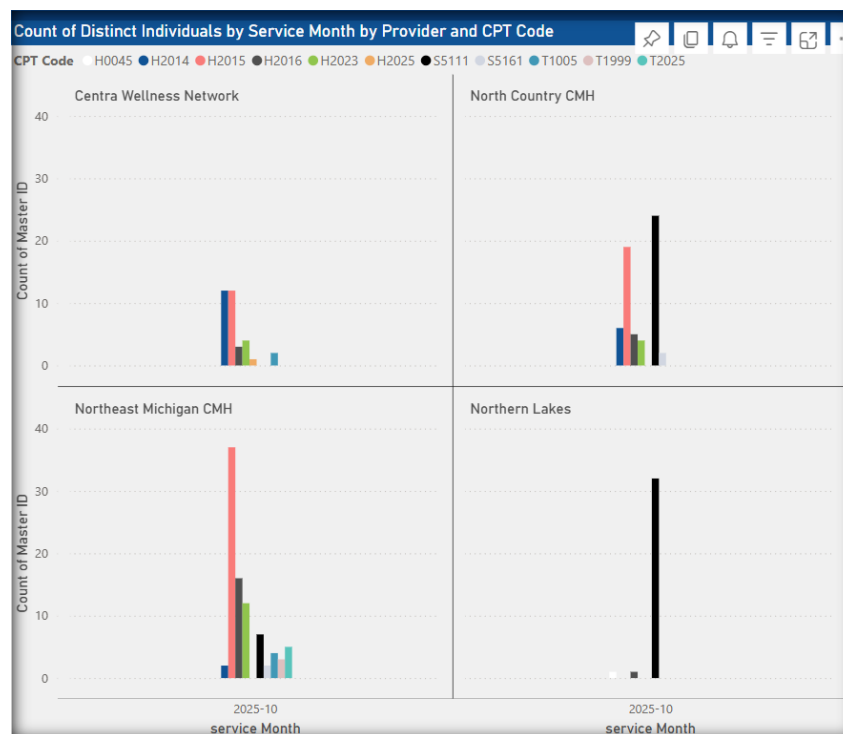 Count of Distinct Individuals by Service Month by Provider and CPT Code
CPT Code H0045 H2014 H2015 H2016 H2023 H2025 S5111 S5161 T1005 T1999 T2025
Centra Wellness Network
North Country CMH
Count of Master ID
40
30
20
10
0
Northeast Michigan CMH
Northern Lakes
Count of Master ID
40
30
20
10
0
2025-10
2025-10
service Month
service Month